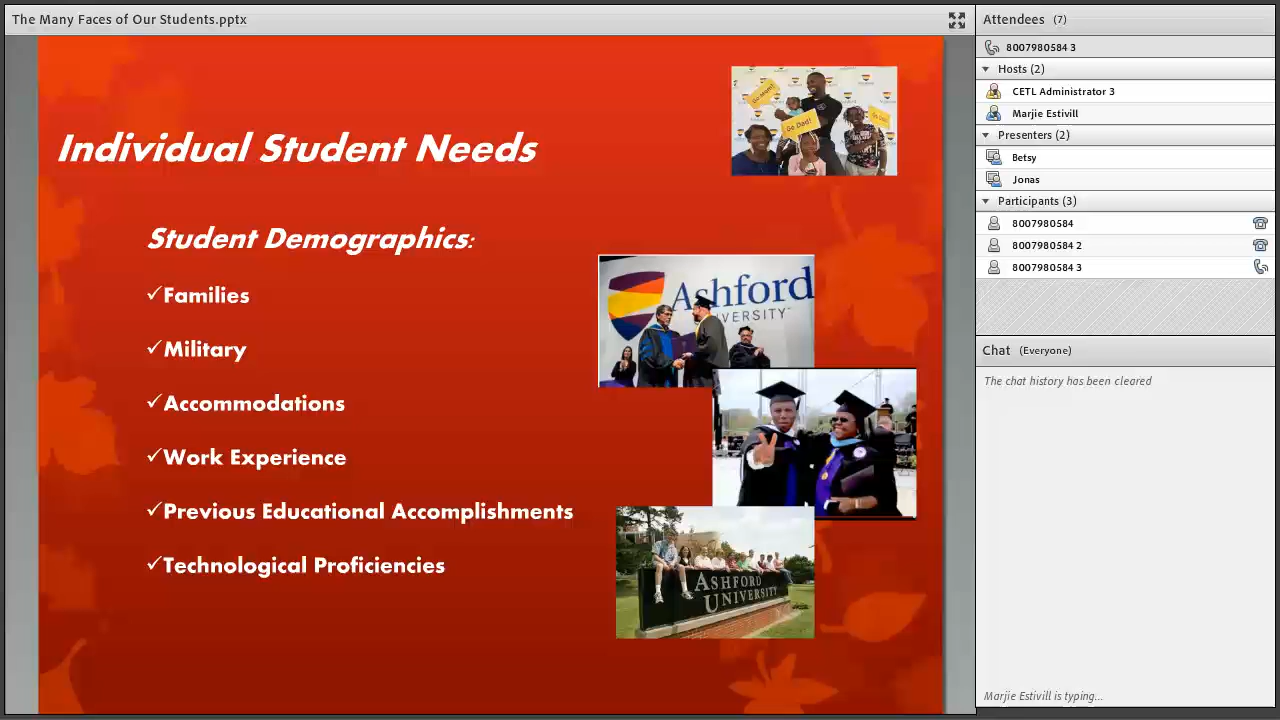 The Many Faces of Our Students.pptx
Individual Student Needs
Student Demographics:
✓Families
✓Military
✓Accommodations
✓Work Experience
✓Previous Educational Accomplishments
✓Technological Proficiencies
Go Dad!
Ashford
UNIVERSITY
ASHFORD
UNIVERSITY
Attendees (7)
8007980584 3
Hosts (2)
CETL Administrator 3
Marjie Estivill
Presenters (2)
Betsy
Jonas
Participants (3)
8007980584
8007980584 2
8007980584 3
Chat (Everyone)
The chat history has been cleared
Marjie Estivill is typing...